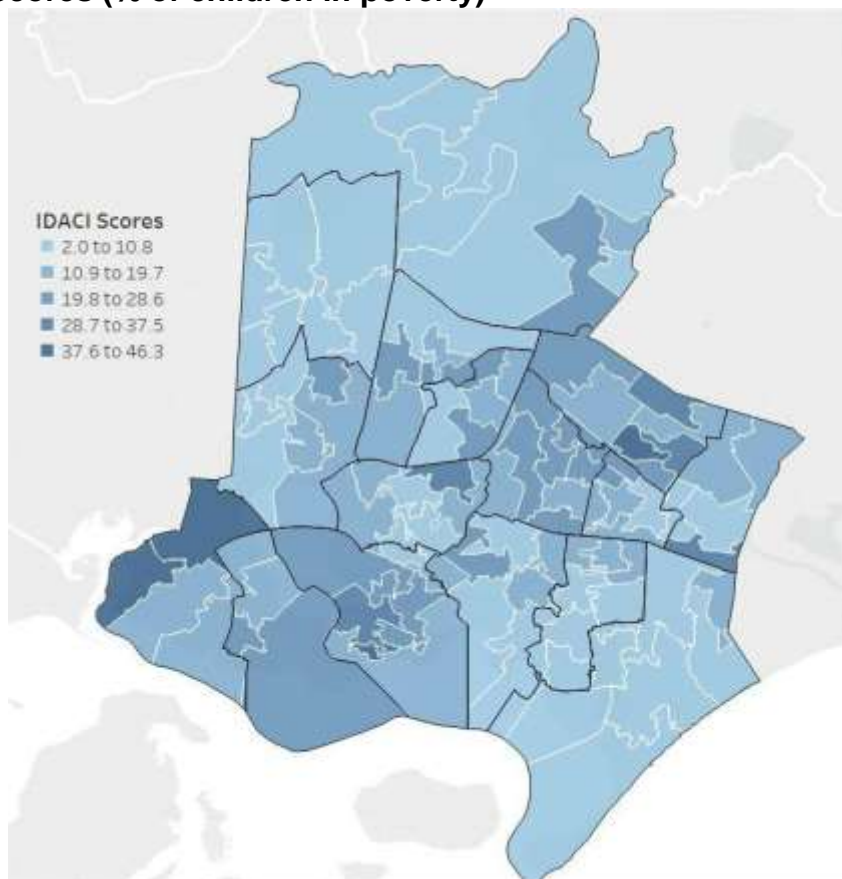 (% of children in poverty)
IDACI Scores
2.0 to 10.8
10.9 to 19.7
19.8 to 28.6
28.7 to 37.5
37.6 to 46.3